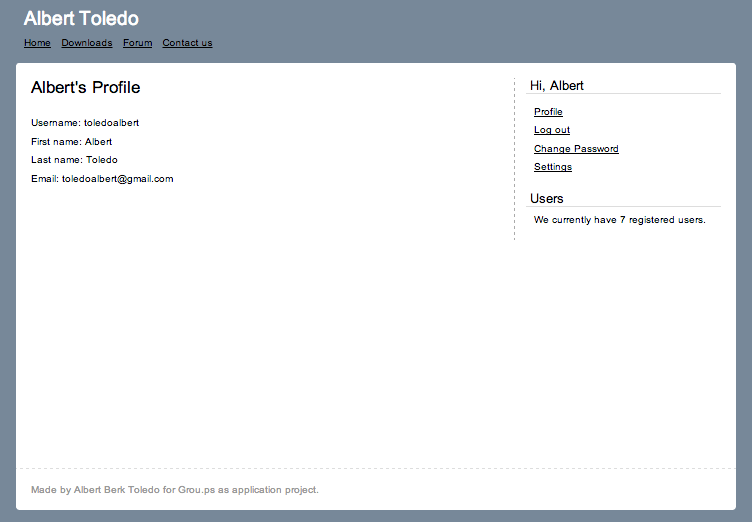 Albert Toledo
Home Downloads Forum Contact us
Albert's Profile
Username: toledoalbert
First name: Albert
Last name: Toledo
Email: toledoalbert@gmail.com
Hi, Albert
Profile
Log out
Change Password
Settings
Users
We currently have 7 registered users.
Made by Albert Berk Toledo for Grou.ps as application project.